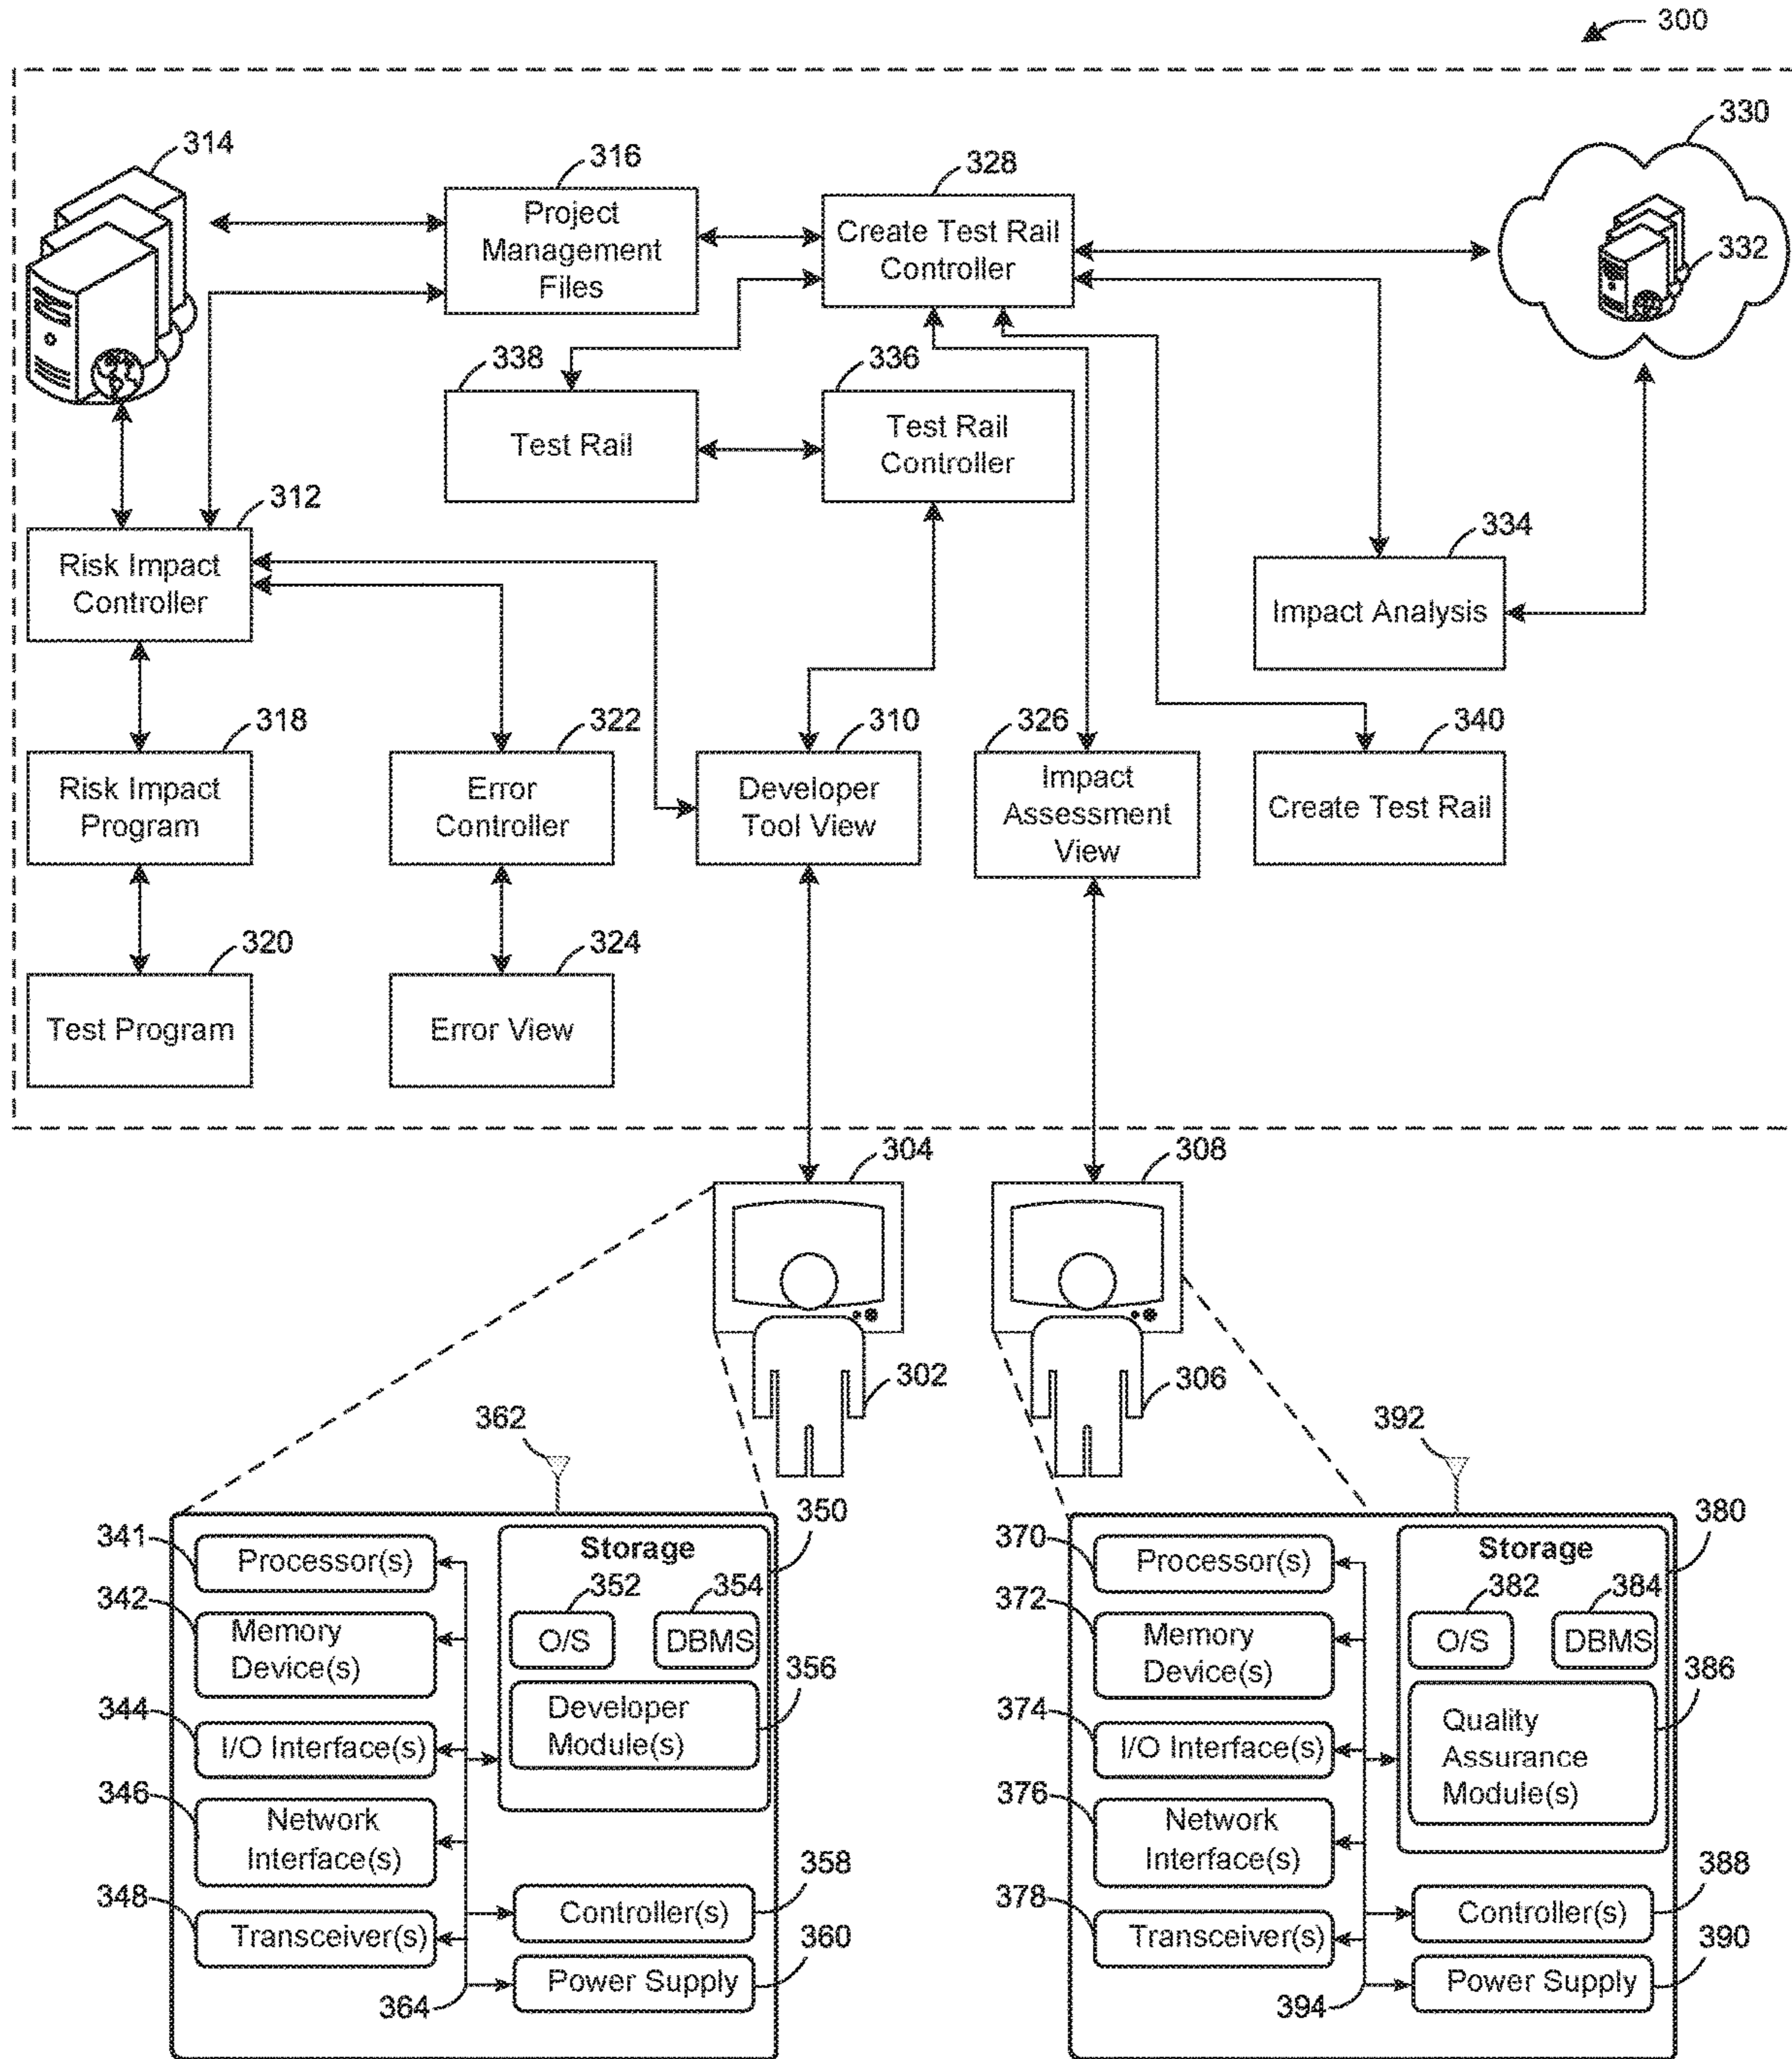 300
314
316
328
330
Project
Management
Files
Create Test Rail
Controller
332
338
336
Test Rail
Test Rail
Controller
312
334
Risk Impact
Controller
Impact Analysis
318
322
310
326
340
Risk Impact
Program
Error
Controller
Developer
Tool View
Impact
Assessment
View
Create Test Rail
320
324
Test Program
Error View
304
308
302
306
362
392
350
380
341
Processor(s)
Storage
352
354
342
Memory
Device(s)
O/S
DBMS
356
344
I/O Interface(s)
Developer
Module(s)
346
Network
Interface(s)
358
348
Transceiver(s)
Controller(s)
360
Power Supply
364
370
Processor(s)
Storage
382
384
372
Memory
Device(s)
O/S
DBMS
386
374
I/O Interface(s)
Quality
Assurance
Module(s)
376
Network
Interface(s)
388
378
Transceiver(s)
Controller(s)
390
Power Supply
394